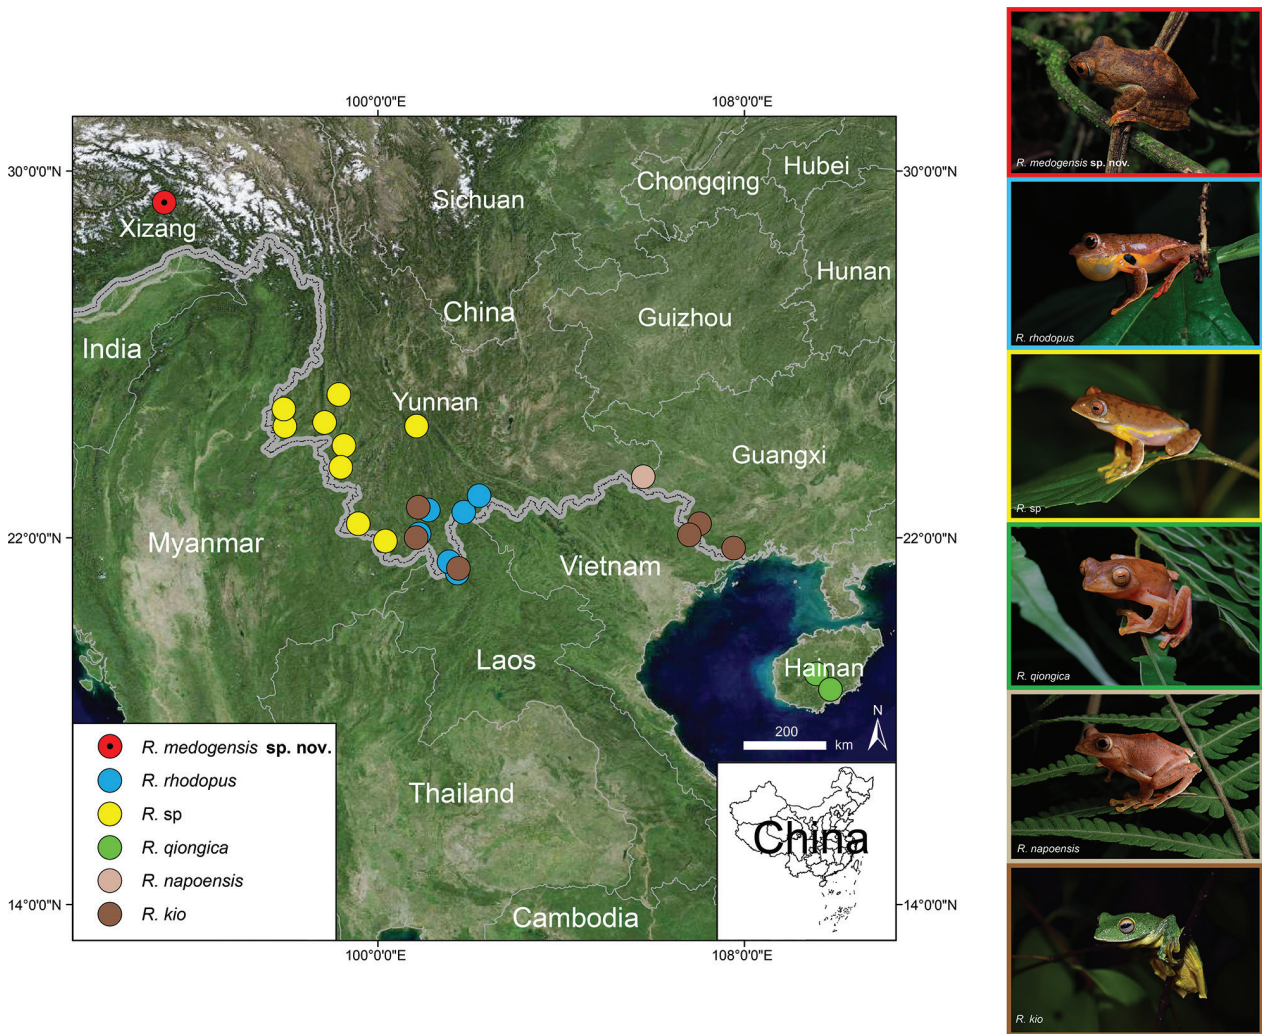 100°0'0"E
108°0'0"E
30°0'0"N
30°0'0"N
Hubei
Chongqing
Sichuan
Xizang
Hunan
China
Guizhou
India
Yunnan
Guangxi
22°0'0"N
22°0'0"N
Myanmar
Vietnam
Laos
Hainan
N
200
km
R. medogensis sp. nov.
R. rhodopus
R. sp
R. qiongica
R. napoensis
R. kio
Thailand
China
Cambodia
14°0'0"N
14°0'0"N
100°0'0"E
108°0'0"E
R. medogensis sp. nov.
R. rhodopus
R. sp
R. qiongica
R. napoensis
R. kio